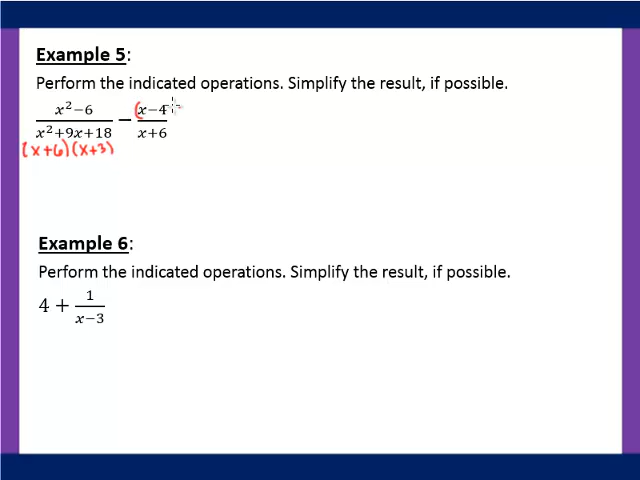 Example 5:
Perform the indicated operations. Simplify the result, if possible.
x² − 6
x² + 9x + 18
−
(x − 4
x + 6
(x + 6)(x + 3)
Example 6:
Perform the indicated operations. Simplify the result, if possible.
4 + 1
x − 3